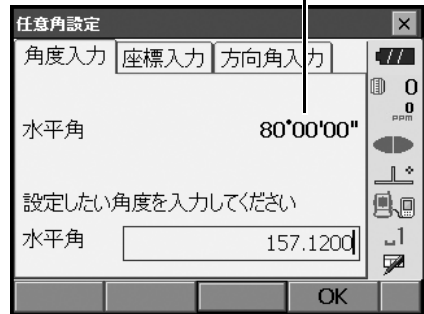 任意角設定
角度入力 座標入力 方向角入力
0
0
ppm
水平角 80°00'00"
設定したい角度を入力してください
水平角 157.1200
1
OK